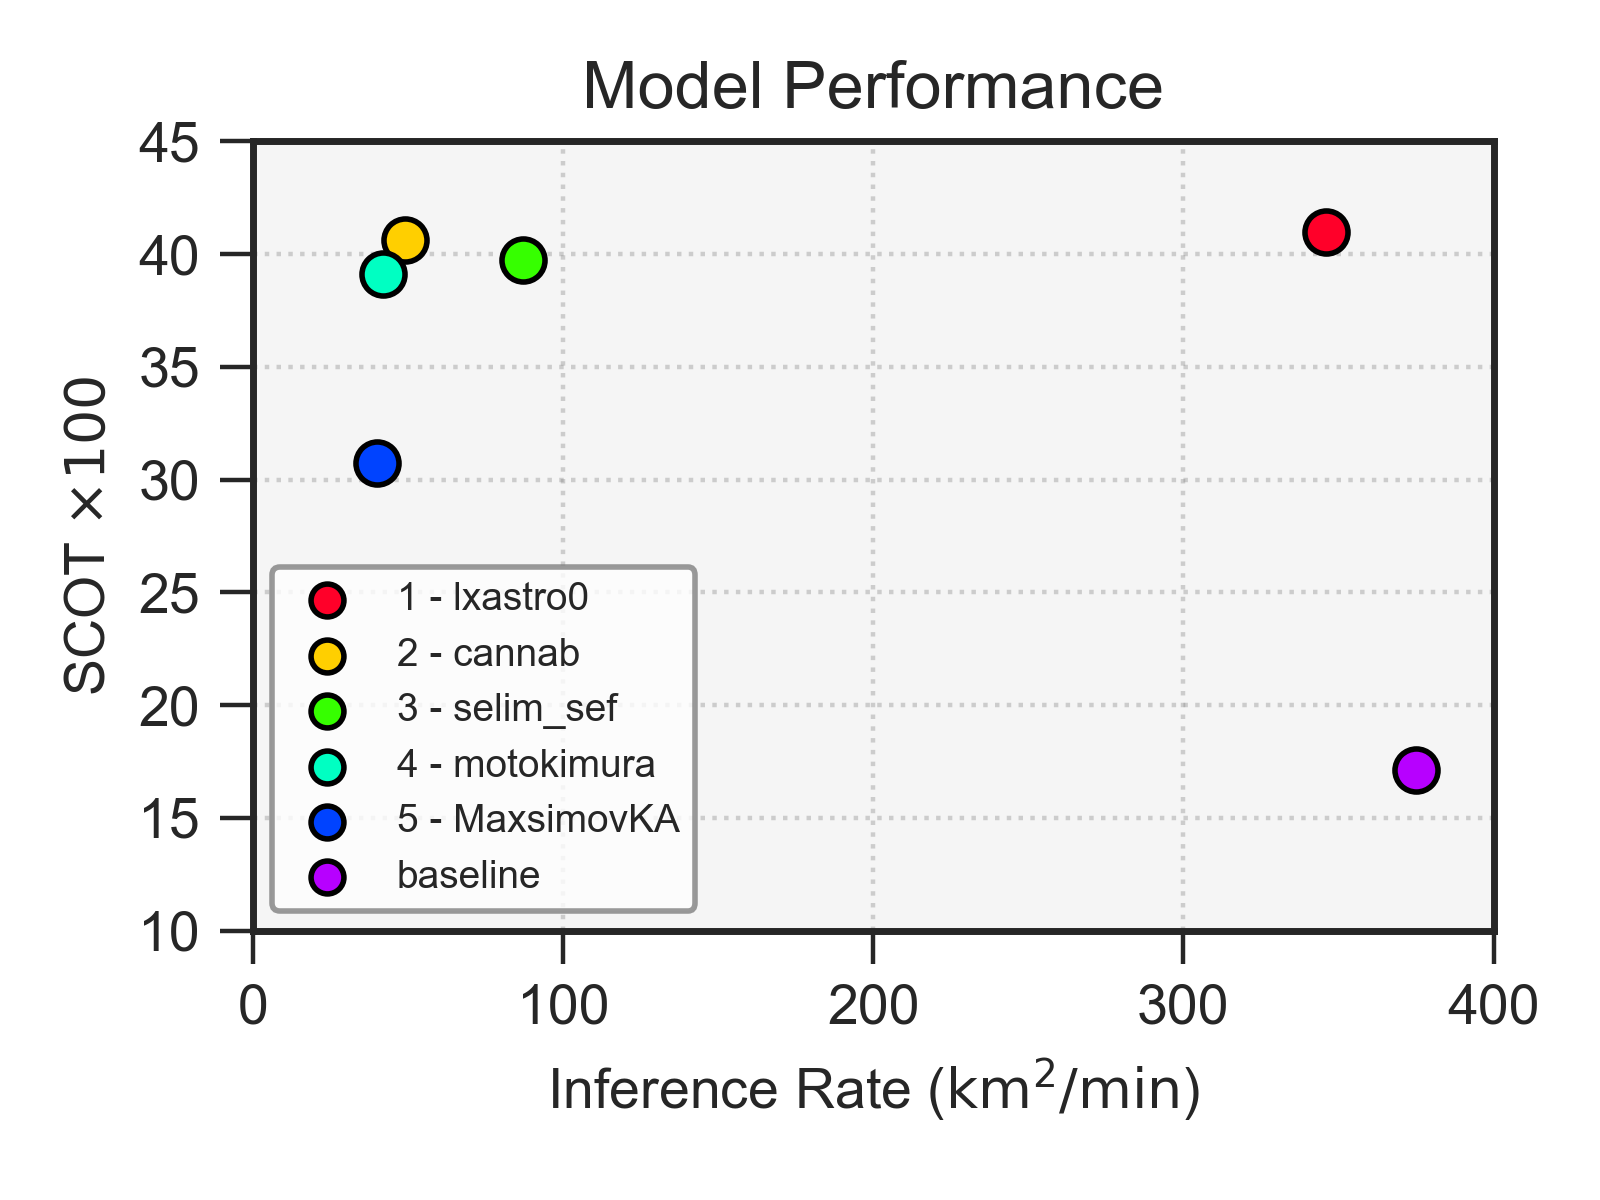 Model Performance
45
40
35
30
25
20
15
10
SCOT ×100
1 - lxastro0
2 - cannab
3 - selim_sef
4 - motokimura
5 - MaxsimovKA
baseline
0 100 200 300 400
Inference Rate (km²/min)